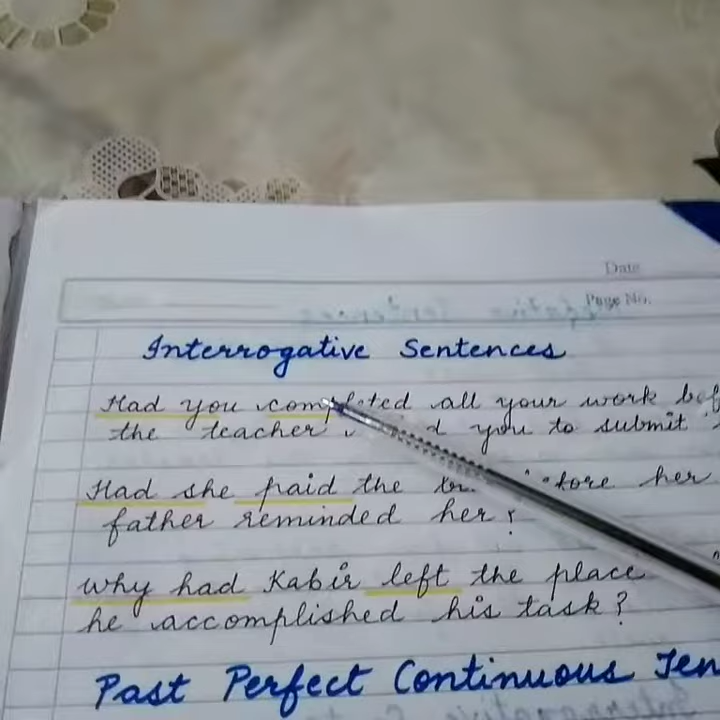 Date
Page No.
Interrogative Sentences
Had you completed all your work
the teacher you to submit
Had she paid the her
father reminded her
Why had Kabir left the place
he accomplished his task?
Past Perfect Continuous